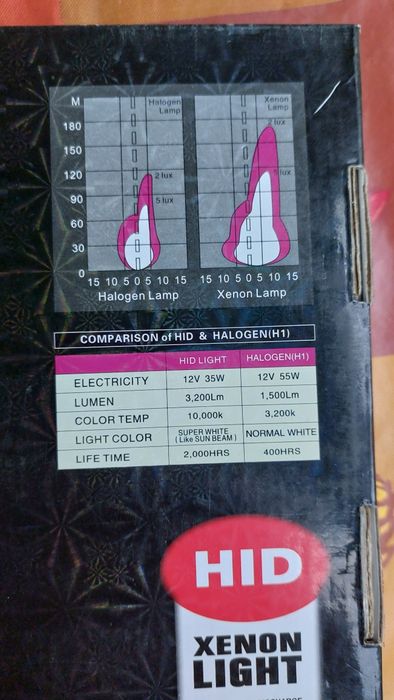 M
Halogen Lamp
180
150
120
90
60
30
0
2 lux
5 lux
15 10 5 0 5 10 15
Halogen Lamp
Xenon Lamp
2 lux
5 lux
15 10 5 0 5 10 15
Xenon Lamp
COMPARISON of HID & HALOGEN(H1)
HID LIGHT HALOGEN(H1)
ELECTRICITY 12V 35W 12V 55W
LUMEN 3,200Lm 1,500Lm
COLOR TEMP 10,000k 3,200k
LIGHT COLOR SUPER WHITE (Like SUN BEAM) NORMAL WHITE
LIFE TIME 2,000HRS 400HRS
HID
XENON
LIGHT